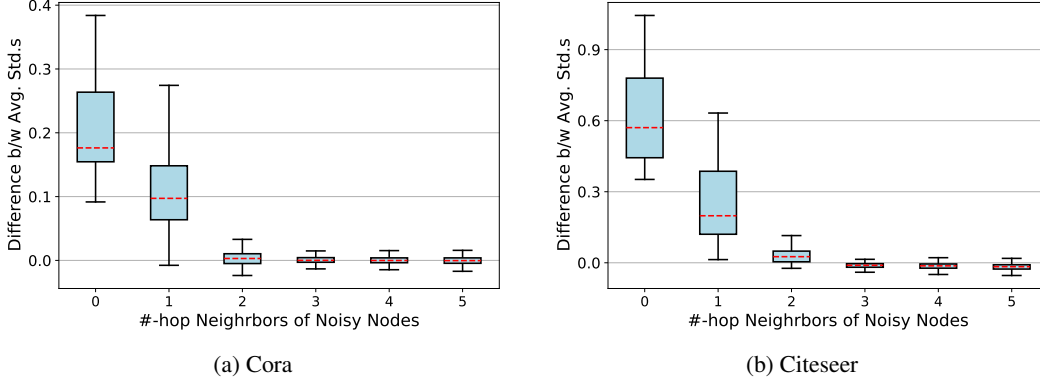 Difference b/w Avg. Std.s
0.4
0.3
0.2
0.1
0.0
0 1 2 3 4 5
#-hop Neighrbors of Noisy Nodes
(a) Cora
Difference b/w Avg. Std.s
0.9
0.6
0.3
0.0
0 1 2 3 4 5
#-hop Neighrbors of Noisy Nodes
(b) Citeseer